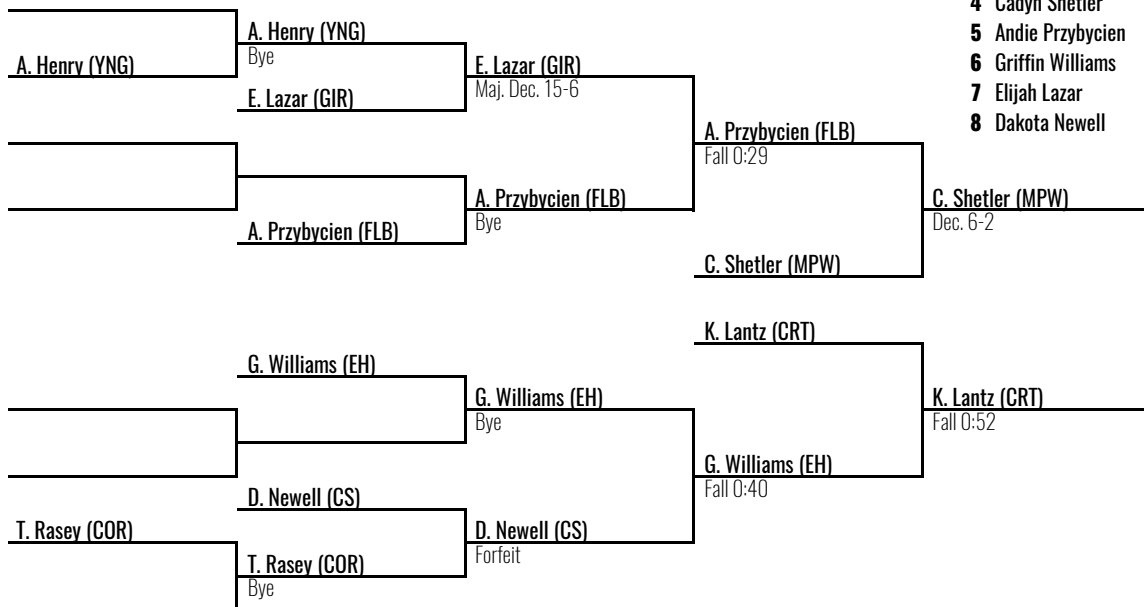 4 Cadyn Shetler
5 Andie Przybycien
6 Griffin Williams
7 Elijah Lazar
8 Dakota Newell
A. Henry (YNG)
A. Henry (YNG)
Bye
E. Lazar (GIR)
E. Lazar (GIR)
Maj. Dec. 15-6
A. Przybycien (FLB)
A. Przybycien (FLB)
Bye
A. Przybycien (FLB)
Fall 0:29
C. Shetler (MPW)
C. Shetler (MPW)
Dec. 6-2
K. Lantz (CRT)
G. Williams (EH)
G. Williams (EH)
Bye
K. Lantz (CRT)
Fall 0:52
G. Williams (EH)
Fall 0:40
D. Newell (CS)
T. Rasey (COR)
T. Rasey (COR)
Bye
D. Newell (CS)
Forfeit